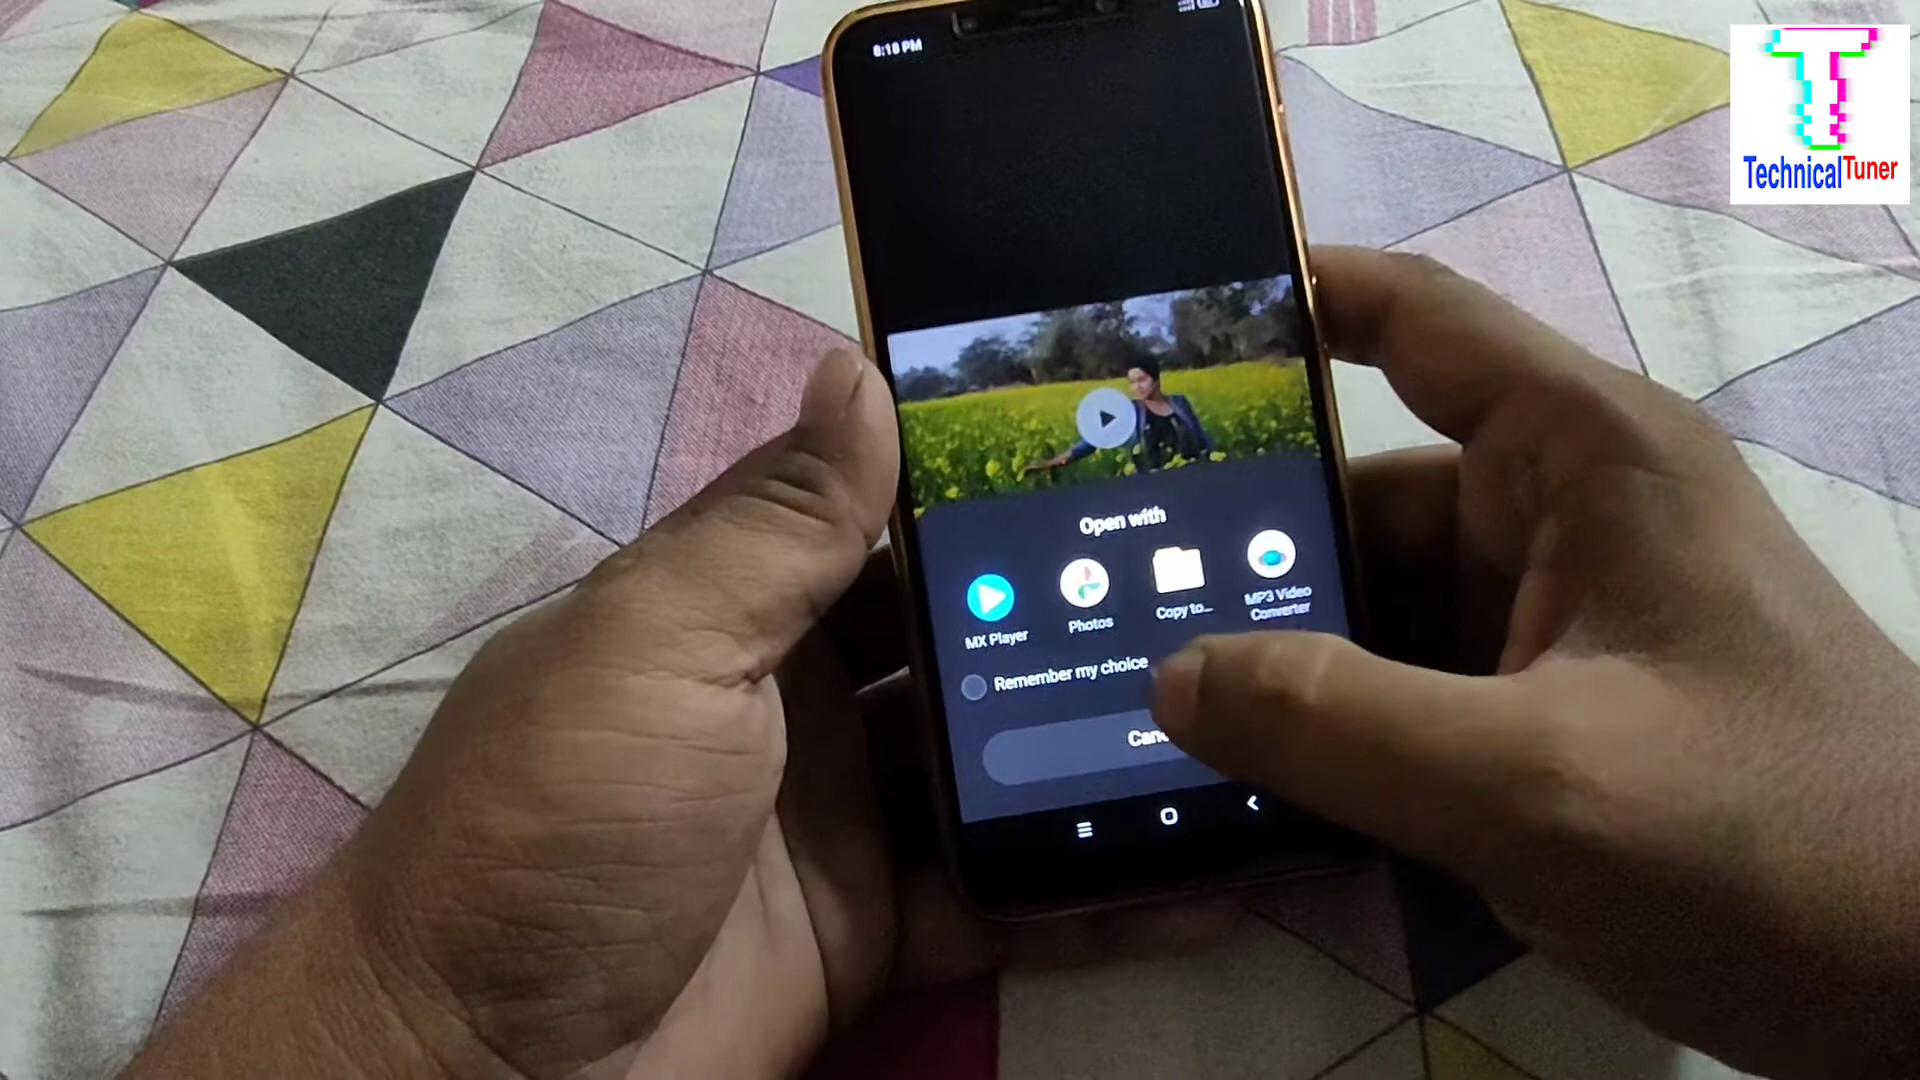 8:18 PM
TechnicalTuner
Open with
MX Player
Photos
Copy to...
MP3 Video
Converter
Remember my choice